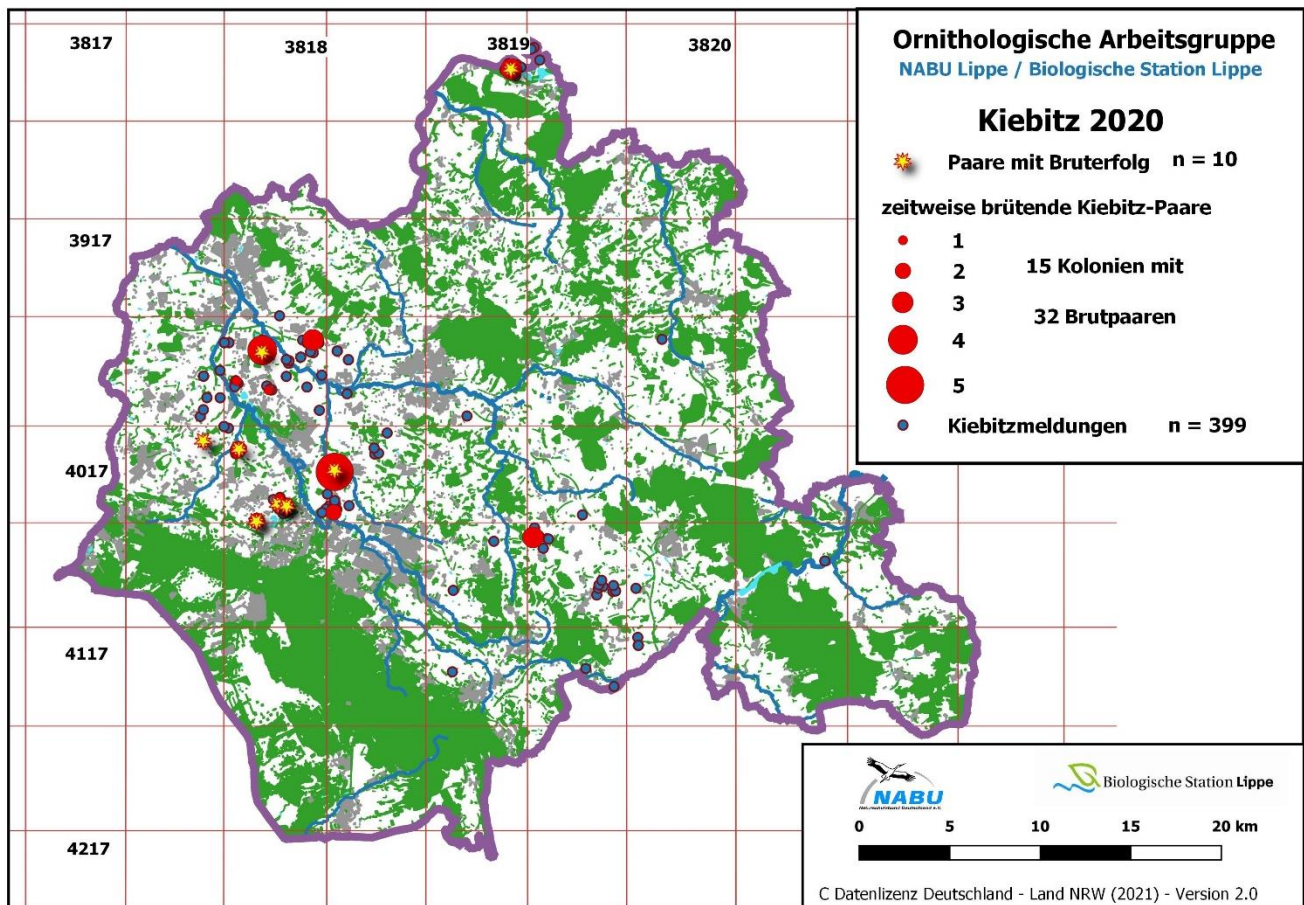 3817
3818
3819
3820
3917
4017
4117
4217
Ornithologische Arbeitsgruppe
NABU Lippe / Biologische Station Lippe
Kiebitz 2020
Paare mit Bruterfolg n = 10
zeitweise brütende Kiebitz-Paare
1
2 15 Kolonien mit
3 32 Brutpaaren
4
5
Kiebitzmeldungen n = 399
NABU
Biologische Station Lippe
0 5 10 15 20 km
C Datenlizenz Deutschland - Land NRW (2021) - Version 2.0